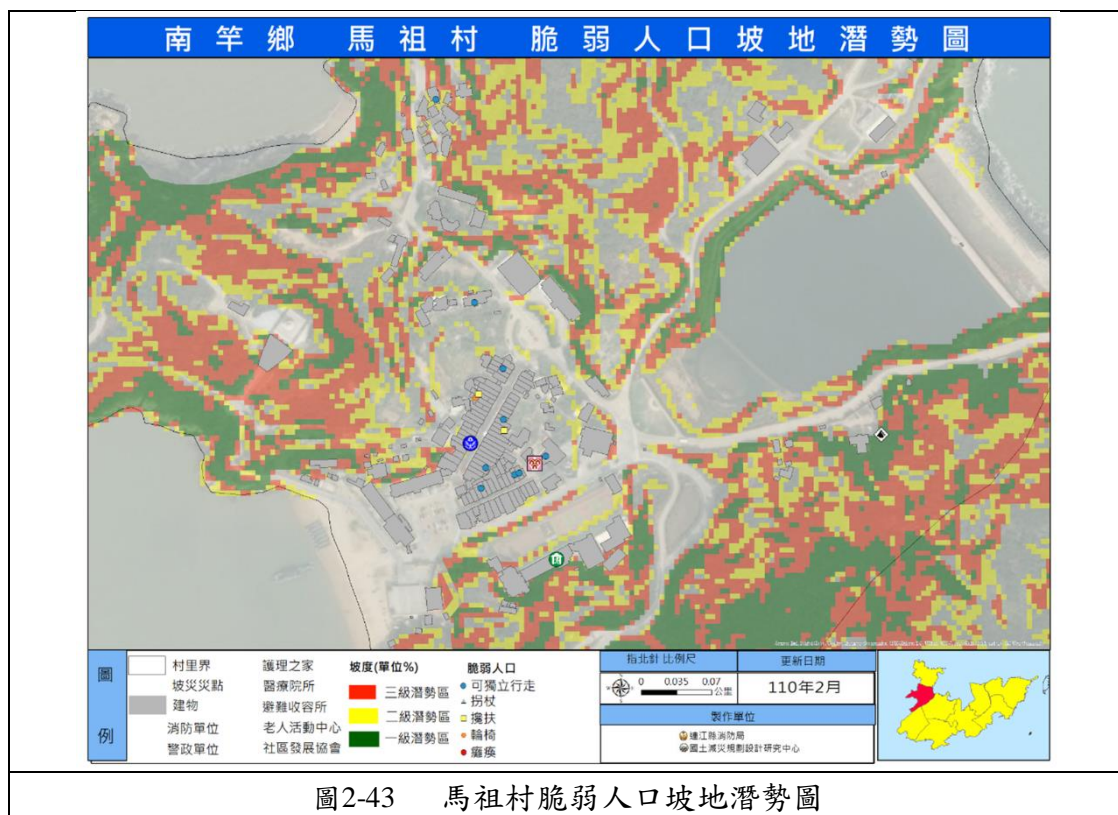 南竿鄉 馬祖村 脆弱人口坡地潛勢圖
圖例
村里界
坡災災點
建物
消防單位
警政單位
護理之家
醫療院所
避難收容所
老人活動中心
社區發展協會
坡度(單位%)
三級潛勢區
二級潛勢區
一級潛勢區
脆弱人口
可獨立行走
拐杖
攙扶
輪椅
癱瘓
指北針 比例尺
0 0.035 0.07
公里
更新日期
110年2月
製作單位
連江縣消防局
國土減災規劃設計研究中心
圖2-43 馬祖村脆弱人口坡地潛勢圖